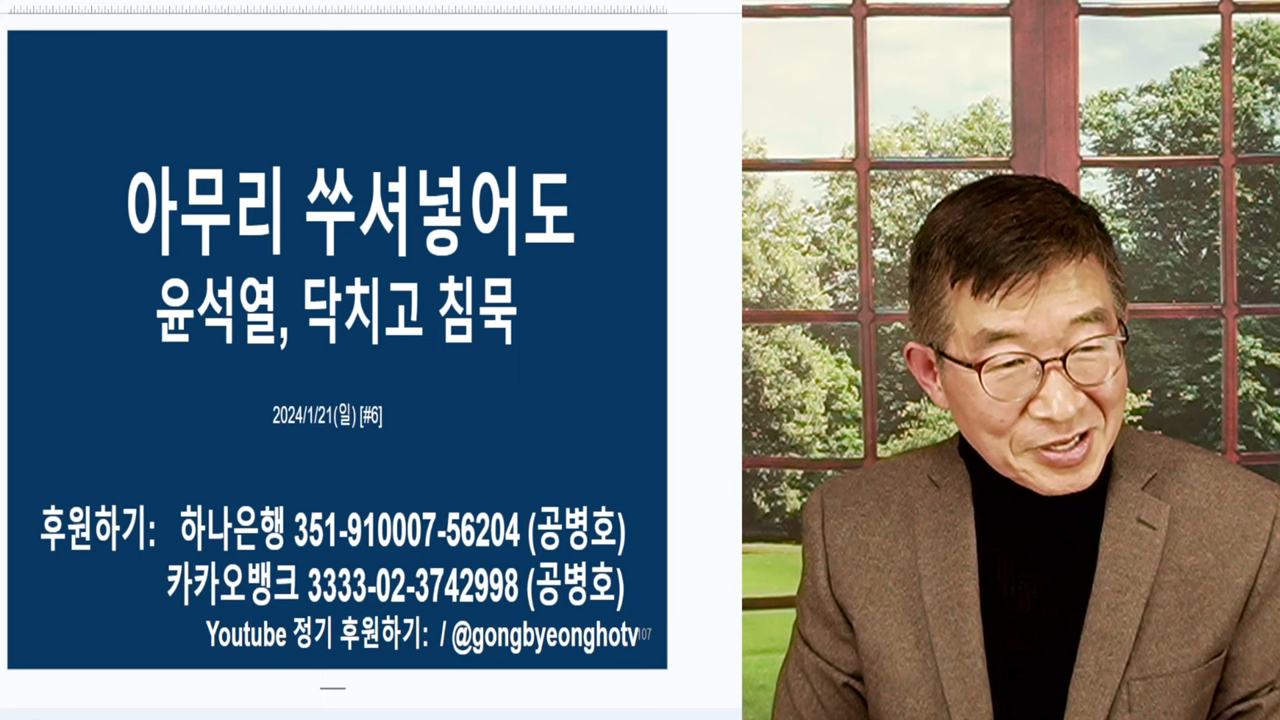 아무리 쑤셔넣어도
윤석열, 닥치고 침묵
2024/1/21(일) [#6]
후원하기: 하나은행 351-910007-56204 (공병호)
카카오뱅크 3333-02-3742998 (공병호)
Youtube 정기 후원하기: / @gongbyeonghotv
107